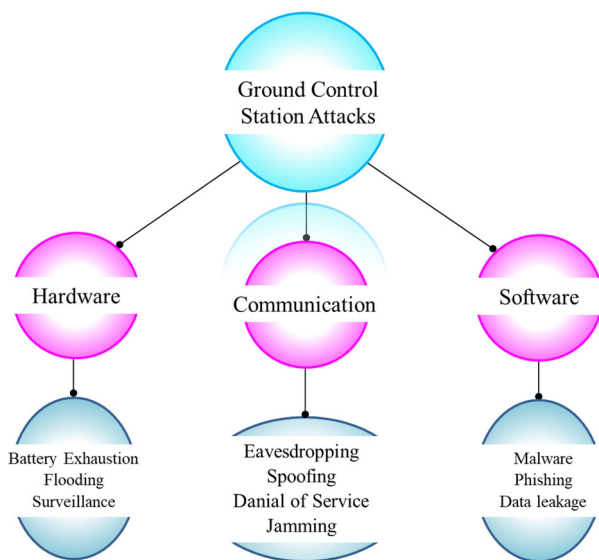 Ground Control
Station Attacks
Hardware
Communication
Software
Battery Exhaustion
Flooding
Surveillance
Eavesdropping
Spoofing
Danial of Service
Jamming
Malware
Phishing
Data leakage